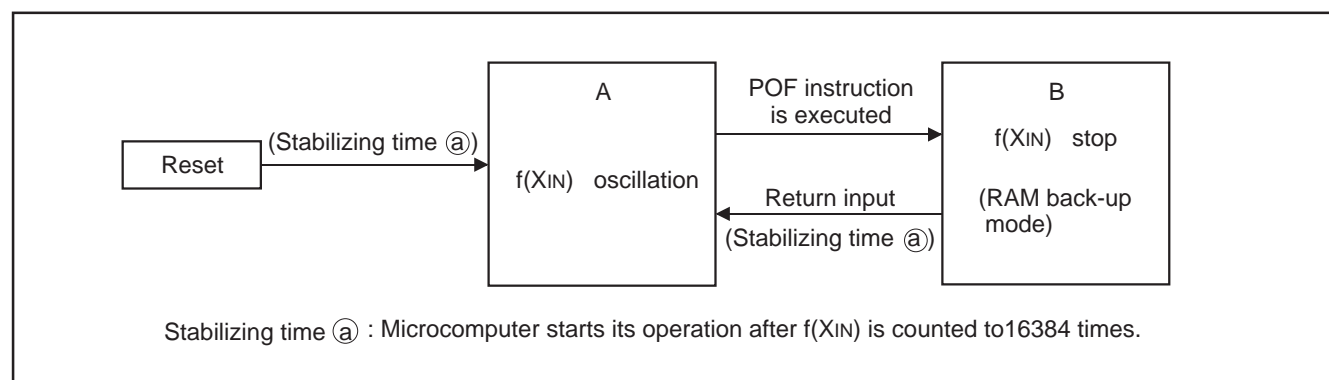 Reset
(Stabilizing time ⓐ)
A
f(XIN) oscillation
POF instruction
is executed
Return input
(Stabilizing time ⓐ)
B
f(XIN) stop
(RAM back-up
mode)
Stabilizing time ⓐ : Microcomputer starts its operation after f(XIN) is counted to16384 times.